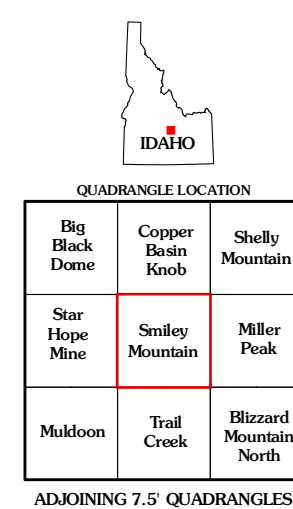 IDAHO
QUADRANGLE LOCATION
Big
Black
Dome
Copper
Basin
Knob
Shelly
Mountain
Star
Hope
Mine
Smiley
Mountain
Miller
Peak
Muldoon
Trail
Creek
Blizzard
Mountain
North
ADJOINING 7.5' QUADRANGLES